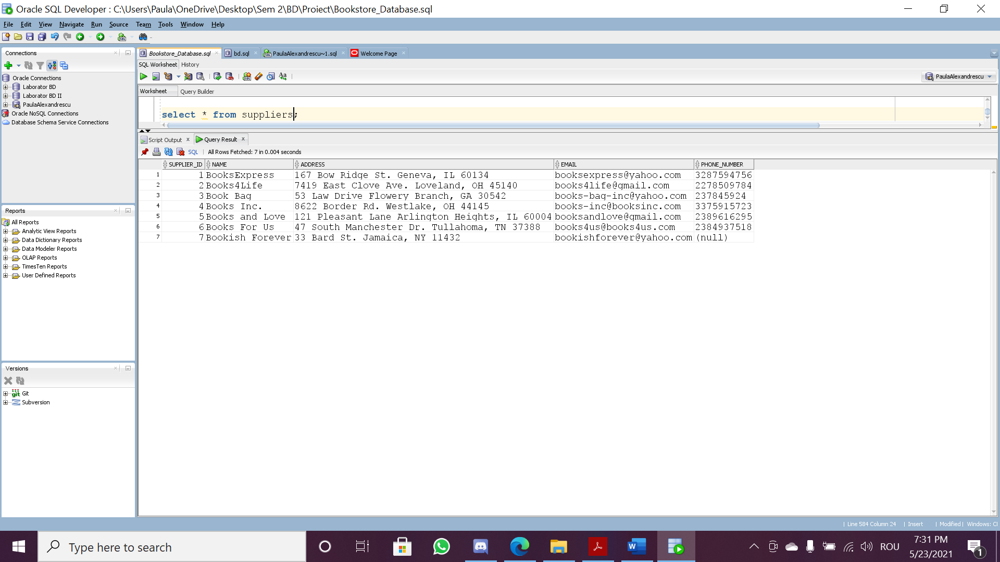 Oracle SQL Developer : C:\Users\Paula\OneDrive\Desktop\Sem 2\BD\Proiect\Bookstore_Database.sql
File Edit View Navigate Run Source Team Tools Window Help
Connections
Oracle Connections
Laborator BD
Laborator BD II
PaulaAlexandrescu
Oracle NoSQL Connections
Database Schema Service Connections
Reports
All Reports
Analytic View Reports
Data Dictionary Reports
Data Modeler Reports
OLAP Reports
TimesTen Reports
User Defined Reports
Versions
Git
Subversion
Bookstore_Database.sql bd.sql PaulaAlexandrescu~1.sql Welcome Page
SQL Worksheet History
PaulaAlexandrescu
Worksheet Query Builder
select * from suppliers;
Script Output Query Result
SQL All Rows Fetched: 7 in 0.004 seconds
SUPPLIER_ID NAME ADDRESS EMAIL PHONE_NUMBER
1 1 BooksExpress 167 Bow Ridge St. Geneva, IL 60134 booksexpress@yahoo.com 3287594756
2 2 Books4Life 7419 East Clove Ave. Loveland, OH 45140 books4life@gmail.com 2278509784
3 3 Book Bag 53 Law Drive Flowery Branch, GA 30542 books-bag-inc@yahoo.com 237845924
4 4 Books Inc. 8622 Border Rd. Westlake, OH 44145 books-inc@booksinc.com 3375915723
5 5 Books and Love 121 Pleasant Lane Arlington Heights, IL 60004 booksandlove@gmail.com 2389616295
6 6 Books For Us 47 South Manchester Dr. Tullahoma, TN 37388 books4us@books4us.com 2384937518
7 7 Bookish Forever 33 Bard St. Jamaica, NY 11432 bookishforever@yahoo.com (null)
Line 584 Column 24 Insert Modified Windows: Cl
Type here to search
ROU
7:31 PM
5/23/2021
1